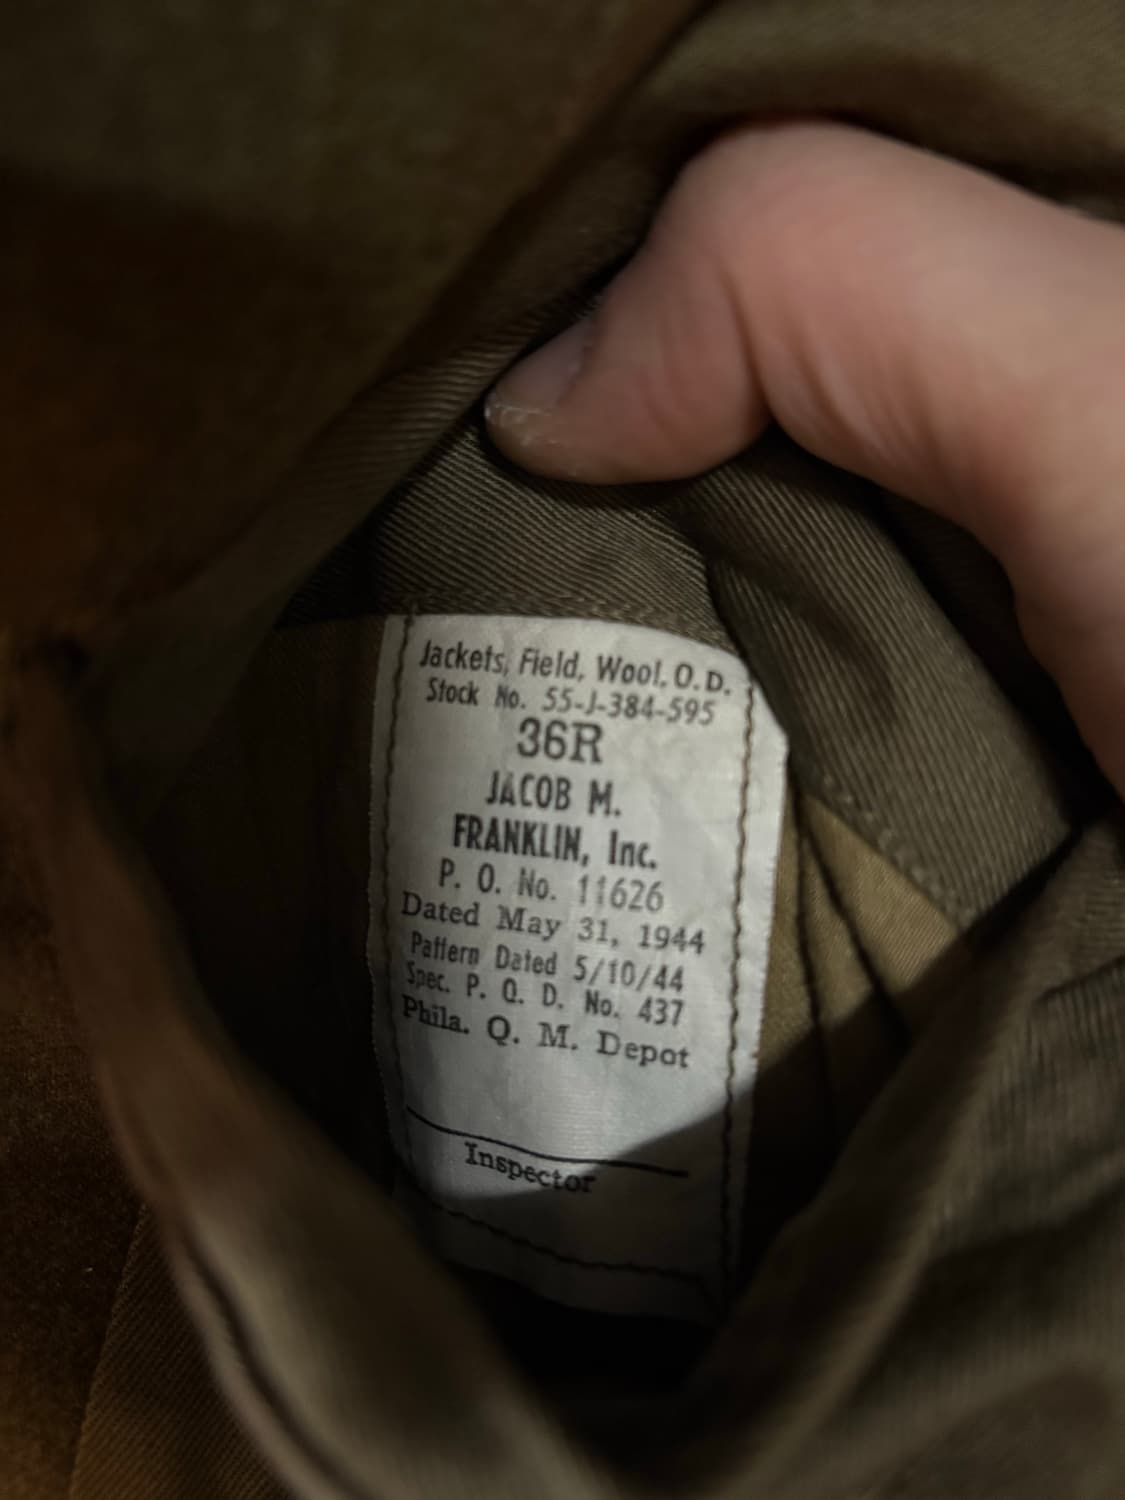 Jackets, Field, Wool, O.D.
Stock No. 55-J-384-595
36R
JACOB M.
FRANKLIN, Inc.
P. O. No. 11626
Dated May 31, 1944
Pattern Dated 5/10/44
Spec. P. Q. D. No. 437
Phila. Q. M. Depot
Inspector